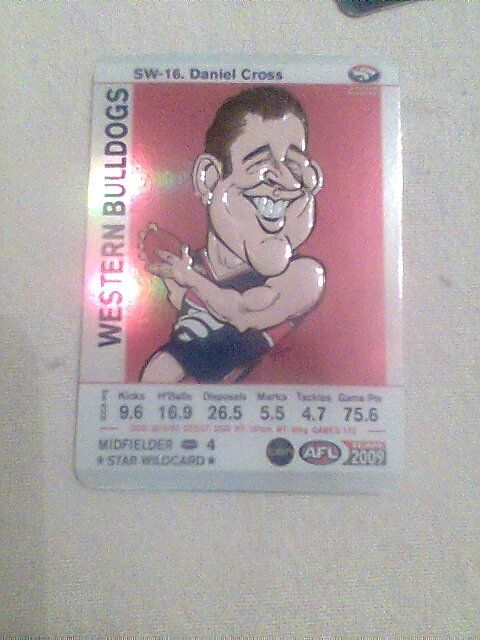 SW-16. Daniel Cross
WESTERN BULLDOGS
Kicks H'Balls Disposals Marks Tackles Game Pts
9.6 16.9 26.5 5.5 4.7 75.6
MIDFIELDER 4
★ STAR WILDCARD ★
AFL
2009